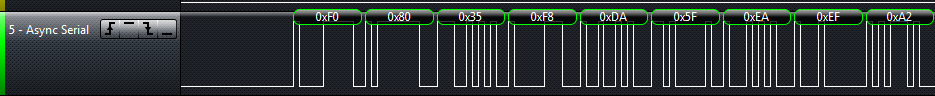 0xF0 0x80 0x35 0xF8 0xDA 0x5F 0xEA 0xEF 0xA2
5 - Async Serial